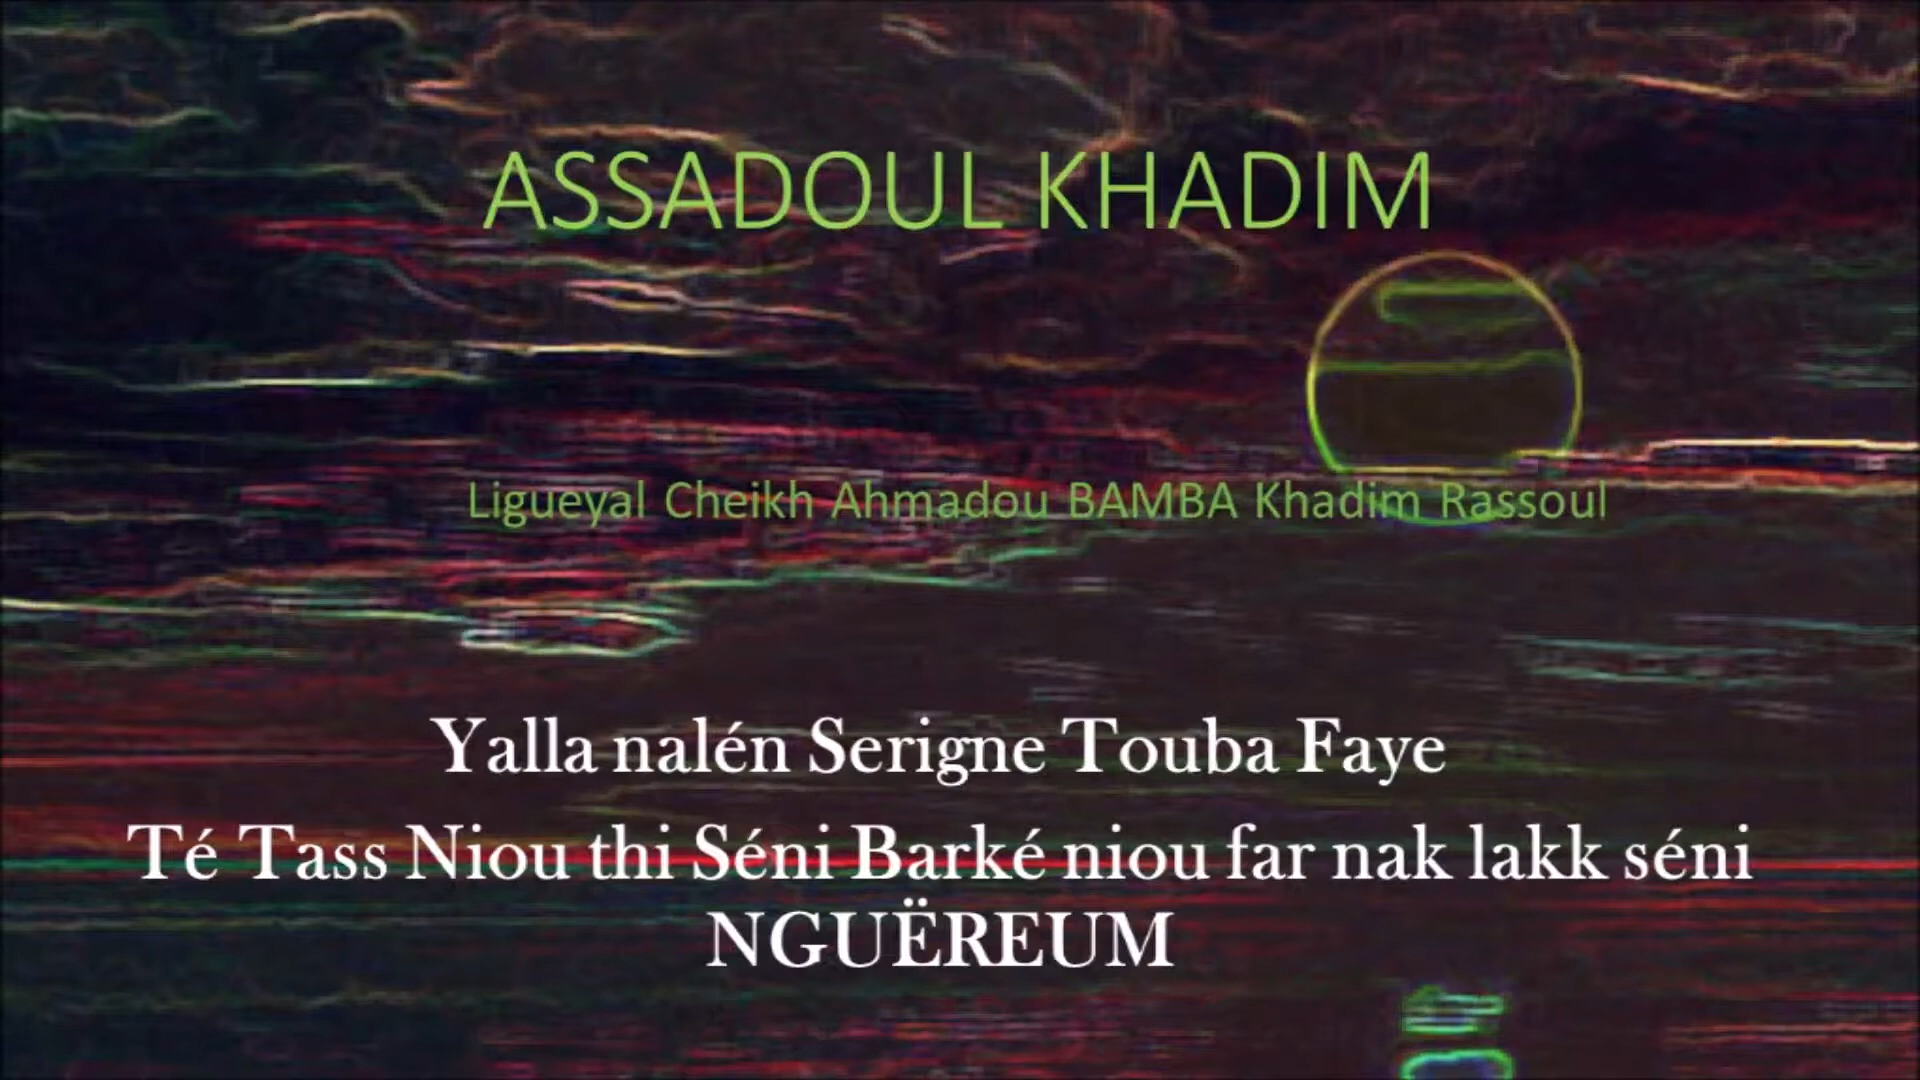 ASSADOUL KHADIM
Ligueyal Cheikh Ahmadou BAMBA Khadim Rassoul
Yalla nalén Serigne Touba Faye
Té Tass Niou thi Séni Barké niou far nak lakk séni
NGUËREUM